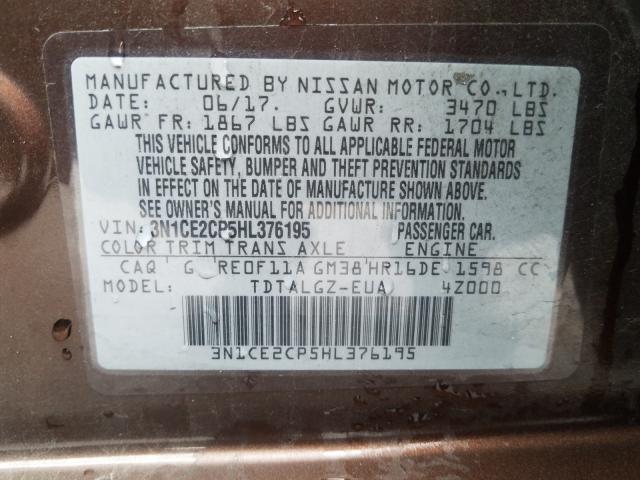 MANUFACTURED BY NISSAN MOTOR CO.,LTD.
DATE: 06/17. GVWR: 3470 LBS
GAWR FR: 1867 LBS GAWR RR: 1704 LBS
THIS VEHICLE CONFORMS TO ALL APPLICABLE FEDERAL MOTOR
VEHICLE SAFETY, BUMPER AND THEFT PREVENTION STANDARDS
IN EFFECT ON THE DATE OF MANUFACTURE SHOWN ABOVE.
SEE OWNER'S MANUAL FOR ADDITIONAL INFORMATION.
VIN: 3N1CE2CP5HL376195 PASSENGER CAR.
COLOR TRIM TRANS AXLE ENGINE
CAQ G RE0F11A GM38 HR16DE 1598 CC
MODEL: TDTALGZ-EUA 4Z000
3N1CE2CP5HL376195